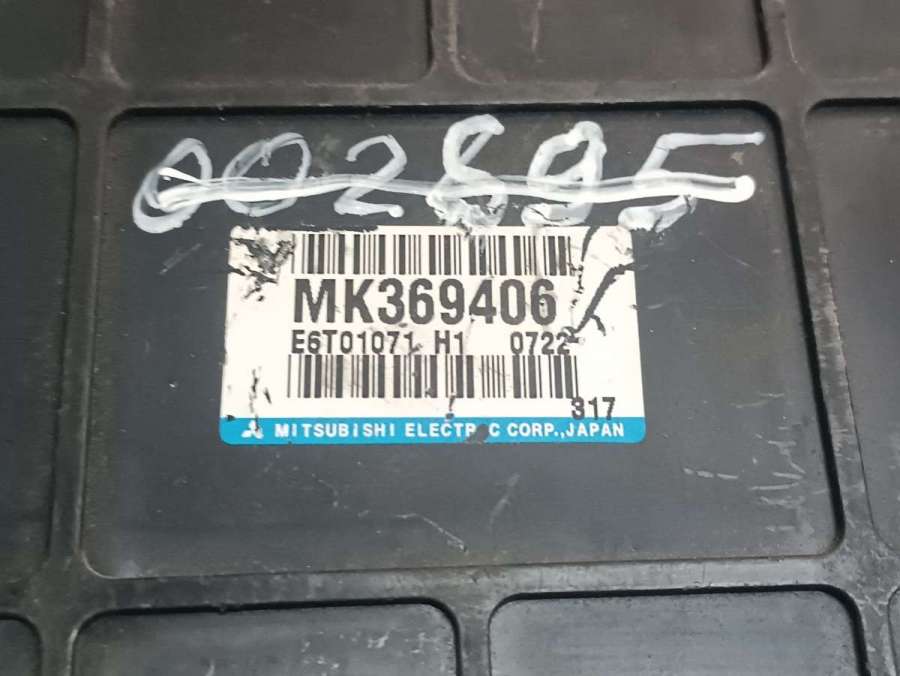 002895
MK369406
E6T01071 H1 0722
317
MITSUBISHI ELECTRIC CORP.,JAPAN